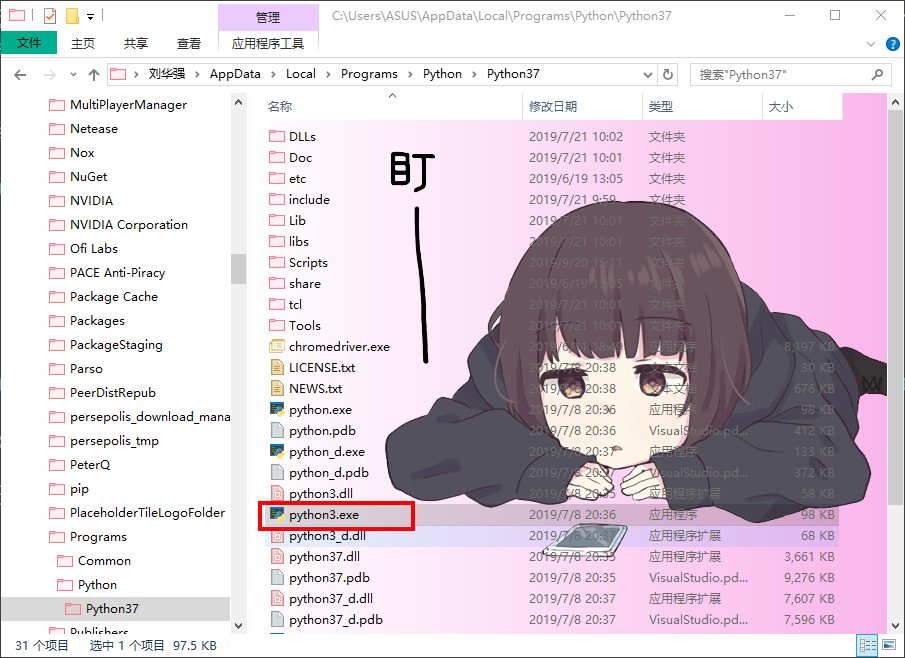 管理
C:\Users\ASUS\AppData\Local\Programs\Python\Python37
文件 主页 共享 查看 应用程序工具
刘华强 AppData Local Programs Python Python37
搜索"Python37"
MultiPlayerManager
Netease
Nox
NuGet
NVIDIA
NVIDIA Corporation
Ofi Labs
PACE Anti-Piracy
Package Cache
Packages
PackageStaging
Parso
PeerDistRepub
persepolis_download_mana
persepolis_tmp
PeterQ
pip
PlaceholderTileLogoFolder
Programs
Common
Python
Python37
Publishers
名称 修改日期 类型 大小
DLLs 2019/7/21 10:02 文件夹
Doc 2019/7/21 10:01 文件夹
etc 2019/6/19 13:05 文件夹
include 2019/7/21 9:59 文件夹
Lib 2019/7/21 10:01 文件夹
libs 2019/7/21 10:01 文件夹
Scripts 2019/9/20 15:11 文件夹
share 2019/6/19 13:05 文件夹
tcl 2019/7/21 10:01 文件夹
Tools 2019/7/21 10:01 文件夹
chromedriver.exe 18:49 应用程序 8,197 KB
LICENSE.txt 2019/7/8 20:38 文本文档 30 KB
NEWS.txt 2019/7/8 20:38 文本文档 676 KB
python.exe 2019/7/8 20:36 应用程序 98 KB
python.pdb 2019/7/8 20:36 VisualStudio.pd... 412 KB
python_d.exe 2019/7/8 20:37 应用程序 133 KB
python_d.pdb 2019/7/8 20:37 VisualStudio.pd... 372 KB
python3.dll 2019/7/8 20:35 应用程序扩展 58 KB
python3.exe 2019/7/8 20:36 应用程序 98 KB
python3_d.dll 2019/7/8 20:37 应用程序扩展 68 KB
python37.dll 2019/7/8 20:35 应用程序扩展 3,661 KB
python37.pdb 2019/7/8 20:35 VisualStudio.pd... 9,276 KB
python37_d.dll 2019/7/8 20:37 应用程序扩展 7,607 KB
python37_d.pdb 2019/7/8 20:37 VisualStudio.pd... 7,596 KB
盯
31 个项目 选中 1 个项目 97.5 KB